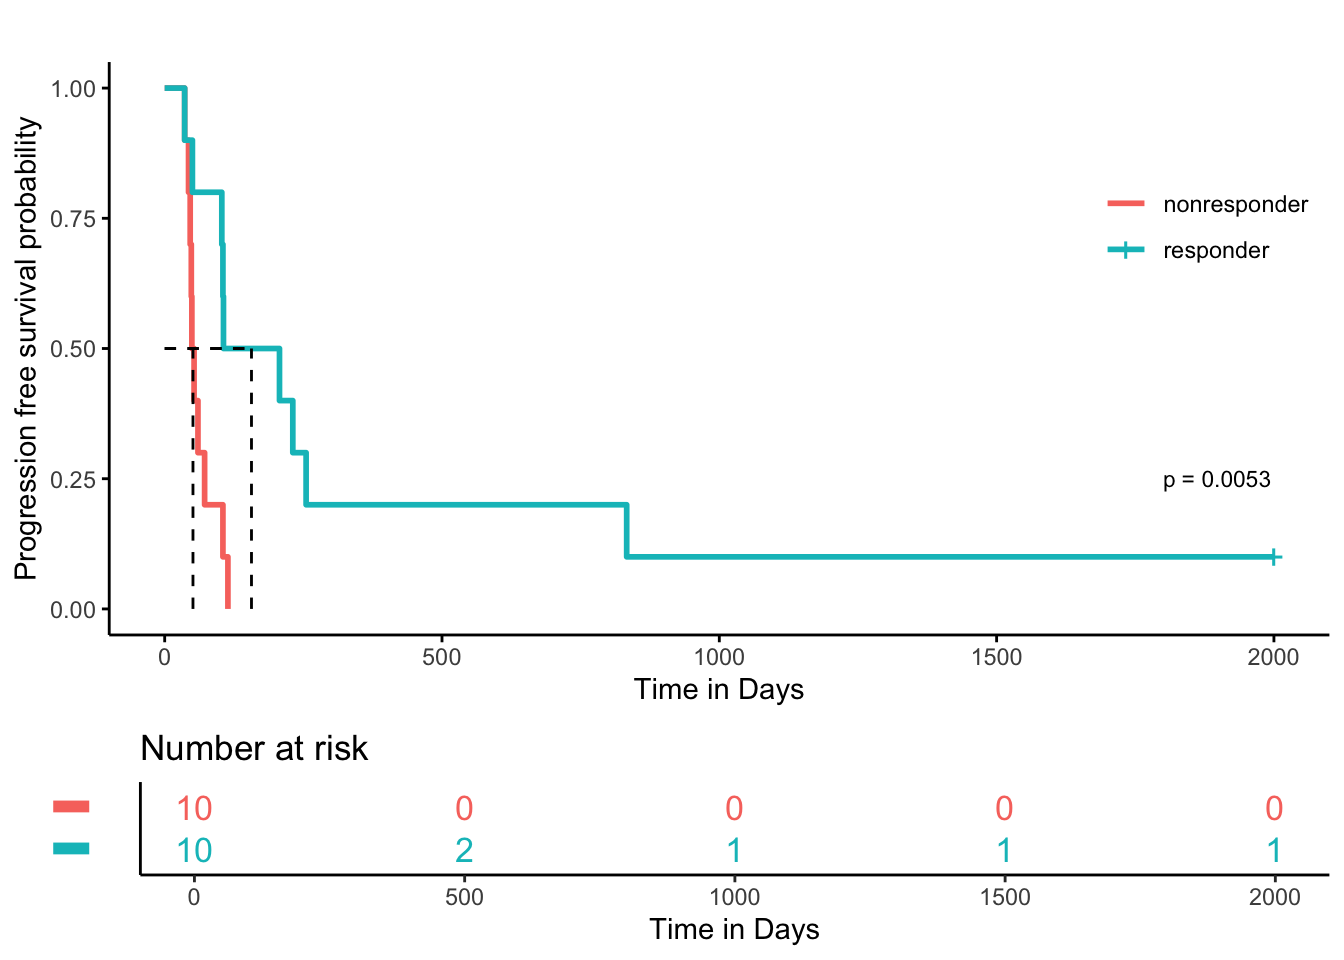 Progression free survival probability
1.00
0.75
0.50
0.25
0.00
nonresponder
responder
p = 0.0053
0 500 1000 1500 2000
Time in Days
Number at risk
10 0 0 0 0
10 2 1 1 1
0 500 1000 1500 2000
Time in Days